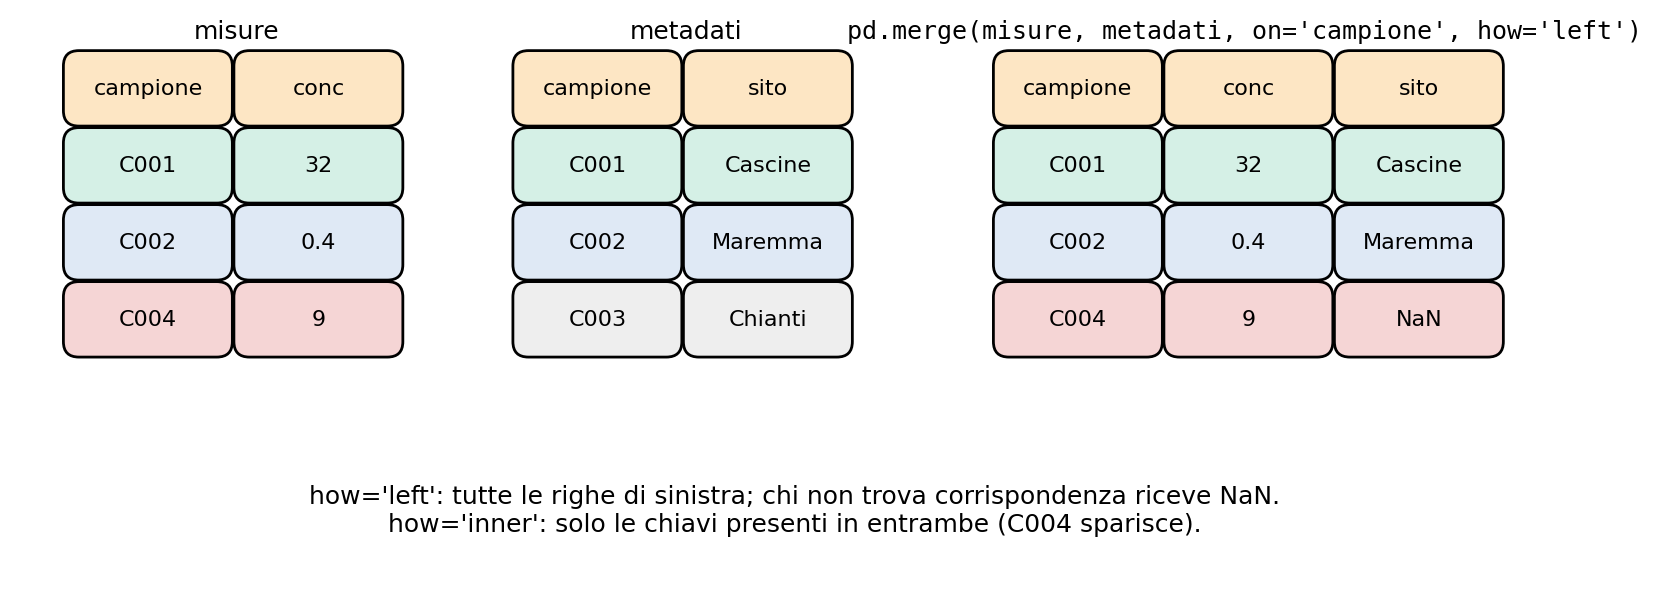 misure
campione conc
C001 32
C002 0.4
C004 9
metadati
campione sito
C001 Cascine
C002 Maremma
C003 Chianti
pd.merge(misure, metadati, on='campione', how='left')
campione conc sito
C001 32 Cascine
C002 0.4 Maremma
C004 9 NaN
how='left': tutte le righe di sinistra; chi non trova corrispondenza riceve NaN.
how='inner': solo le chiavi presenti in entrambe (C004 sparisce).